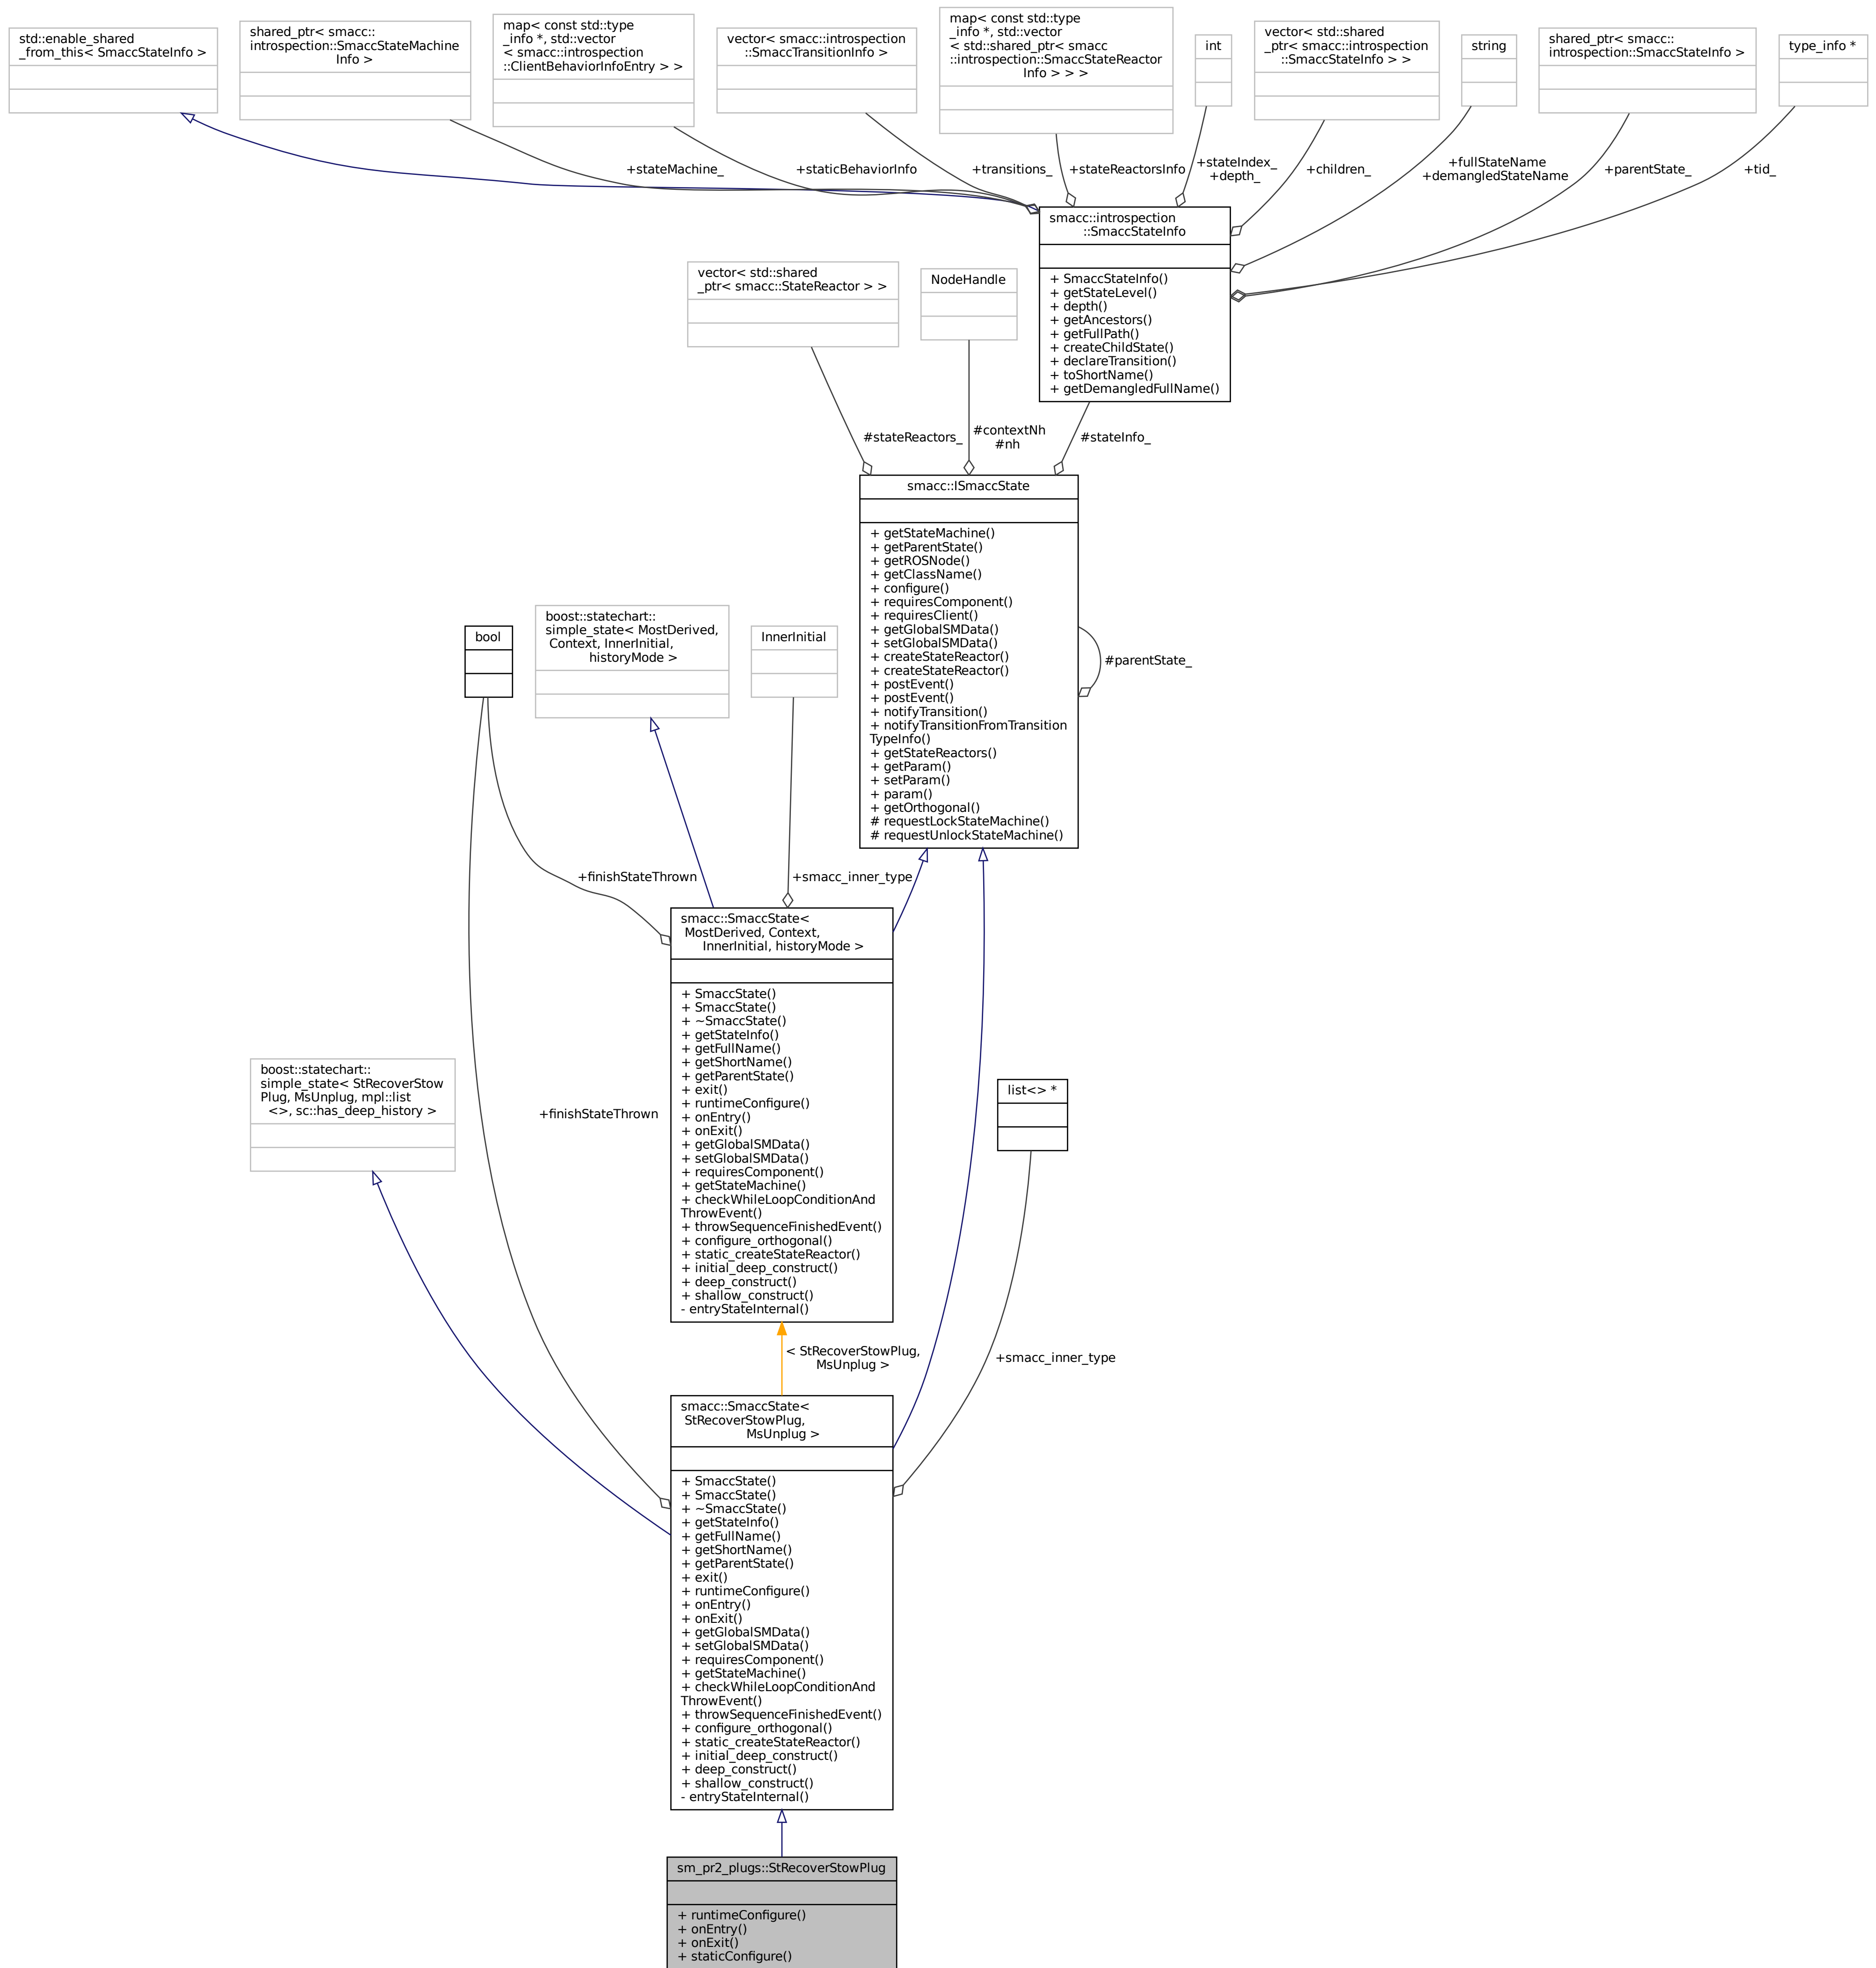 std::enable_shared
_from_this< SmaccStateInfo >
shared_ptr< smacc::
introspection::SmaccStateMachine
Info >
map< const std::type
_info *, std::vector
< smacc::introspection
::ClientBehaviorInfoEntry > >
vector< smacc::introspection
::SmaccTransitionInfo >
map< const std::type
_info *, std::vector
< std::shared_ptr< smacc
::introspection::SmaccStateReactor
Info > > >
int
vector< std::shared
_ptr< smacc::introspection
::SmaccStateInfo > >
string
shared_ptr< smacc::
introspection::SmaccStateInfo >
type_info *
+stateMachine_
+staticBehaviorInfo
+transitions_
+stateReactorsInfo
+stateIndex_
+depth_
+children_
+fullStateName
+demangledStateName
+parentState_
+tid_
smacc::introspection
::SmaccStateInfo
+ SmaccStateInfo()
+ getStateLevel()
+ depth()
+ getAncestors()
+ getFullPath()
+ createChildState()
+ declareTransition()
+ toShortName()
+ getDemangledFullName()
vector< std::shared
_ptr< smacc::StateReactor > >
NodeHandle
#stateReactors_
#contextNh
#nh
#stateInfo_
smacc::ISmaccState
+ getStateMachine()
+ getParentState()
+ getROSNode()
+ getClassName()
+ configure()
+ requiresComponent()
+ requiresClient()
+ getGlobalSMData()
+ setGlobalSMData()
+ createStateReactor()
+ createStateReactor()
+ postEvent()
+ postEvent()
+ notifyTransition()
+ notifyTransitionFromTransition
TypeInfo()
+ getStateReactors()
+ getParam()
+ setParam()
+ param()
+ getOrthogonal()
# requestLockStateMachine()
# requestUnlockStateMachine()
#parentState_
bool
boost::statechart::
simple_state< MostDerived,
Context, InnerInitial,
historyMode >
InnerInitial
+finishStateThrown
+smacc_inner_type
smacc::SmaccState<
MostDerived, Context,
InnerInitial, historyMode >
+ SmaccState()
+ SmaccState()
+ ~SmaccState()
+ getStateInfo()
+ getFullName()
+ getShortName()
+ getParentState()
+ exit()
+ runtimeConfigure()
+ onEntry()
+ onExit()
+ getGlobalSMData()
+ setGlobalSMData()
+ requiresComponent()
+ getStateMachine()
+ checkWhileLoopConditionAnd
ThrowEvent()
+ throwSequenceFinishedEvent()
+ configure_orthogonal()
+ static_createStateReactor()
+ initial_deep_construct()
+ deep_construct()
+ shallow_construct()
- entryStateInternal()
boost::statechart::
simple_state< StRecoverStow
Plug, MsUnplug, mpl::list
<>, sc::has_deep_history >
+finishStateThrown
list<> *
< StRecoverStowPlug,
MsUnplug >
+smacc_inner_type
smacc::SmaccState<
StRecoverStowPlug,
MsUnplug >
+ SmaccState()
+ SmaccState()
+ ~SmaccState()
+ getStateInfo()
+ getFullName()
+ getShortName()
+ getParentState()
+ exit()
+ runtimeConfigure()
+ onEntry()
+ onExit()
+ getGlobalSMData()
+ setGlobalSMData()
+ requiresComponent()
+ getStateMachine()
+ checkWhileLoopConditionAnd
ThrowEvent()
+ throwSequenceFinishedEvent()
+ configure_orthogonal()
+ static_createStateReactor()
+ initial_deep_construct()
+ deep_construct()
+ shallow_construct()
- entryStateInternal()
sm_pr2_plugs::StRecoverStowPlug
+ runtimeConfigure()
+ onEntry()
+ onExit()
+ staticConfigure()